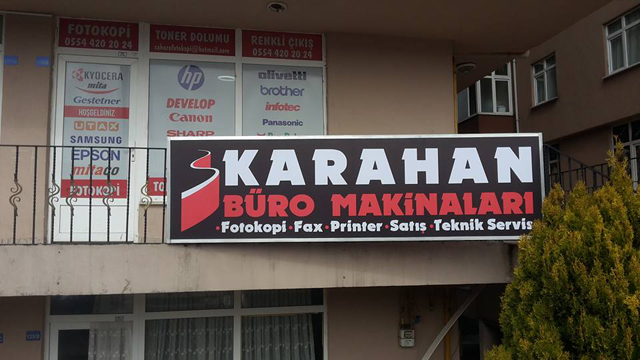 FOTOKOPİ
0554 420 20 24
TONER DOLUMU
RENKLİ ÇIKIŞ
0554 420 20 24
KYOCERA
mita
Gestetner
HOŞGELDİNİZ
UTAX
SAMSUNG
EPSON
mitaco
FOTOKOPİ
hp
DEVELOP
Canon
SHARP
olivetti
brother
infotec
Panasonic
KARAHAN
BÜRO MAKİNALARI
·Fotokopi ·Fax ·Printer ·Satış ·Teknik Servis